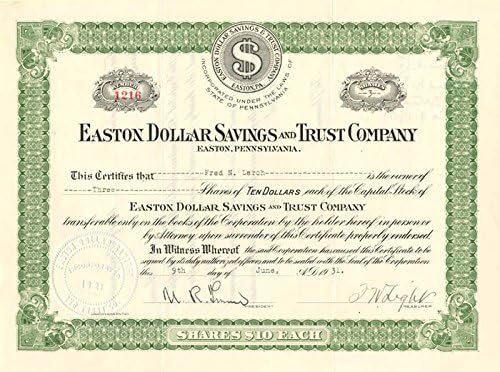 EASTON DOLLAR SAVINGS & TRUST COMPANY
$
EASTON, PA.
INCORPORATED UNDER THE LAWS OF
STATE OF PENNSYLVANIA
NUMBER
1216
SHARES
3
EASTON DOLLAR SAVINGS AND TRUST COMPANY
EASTON, PENNSYLVANIA.
This Certifies that Fred N. Lerch is the owner of
Three Shares of TEN DOLLARS, each of the Capital Stock of
EASTON DOLLAR SAVINGS AND TRUST COMPANY
transferable only on the books of the Corporation by the holder hereof in person or
by Attorney upon surrender of this Certificate properly endorsed.
In Witness Whereof the said Corporation has caused this Certificate to be
signed by its duly authorized officers and to be sealed with the Seal of the Corporation
this 9th day of June, A.D. 1931.
PRESIDENT
TREASURER
SHARES $10 EACH